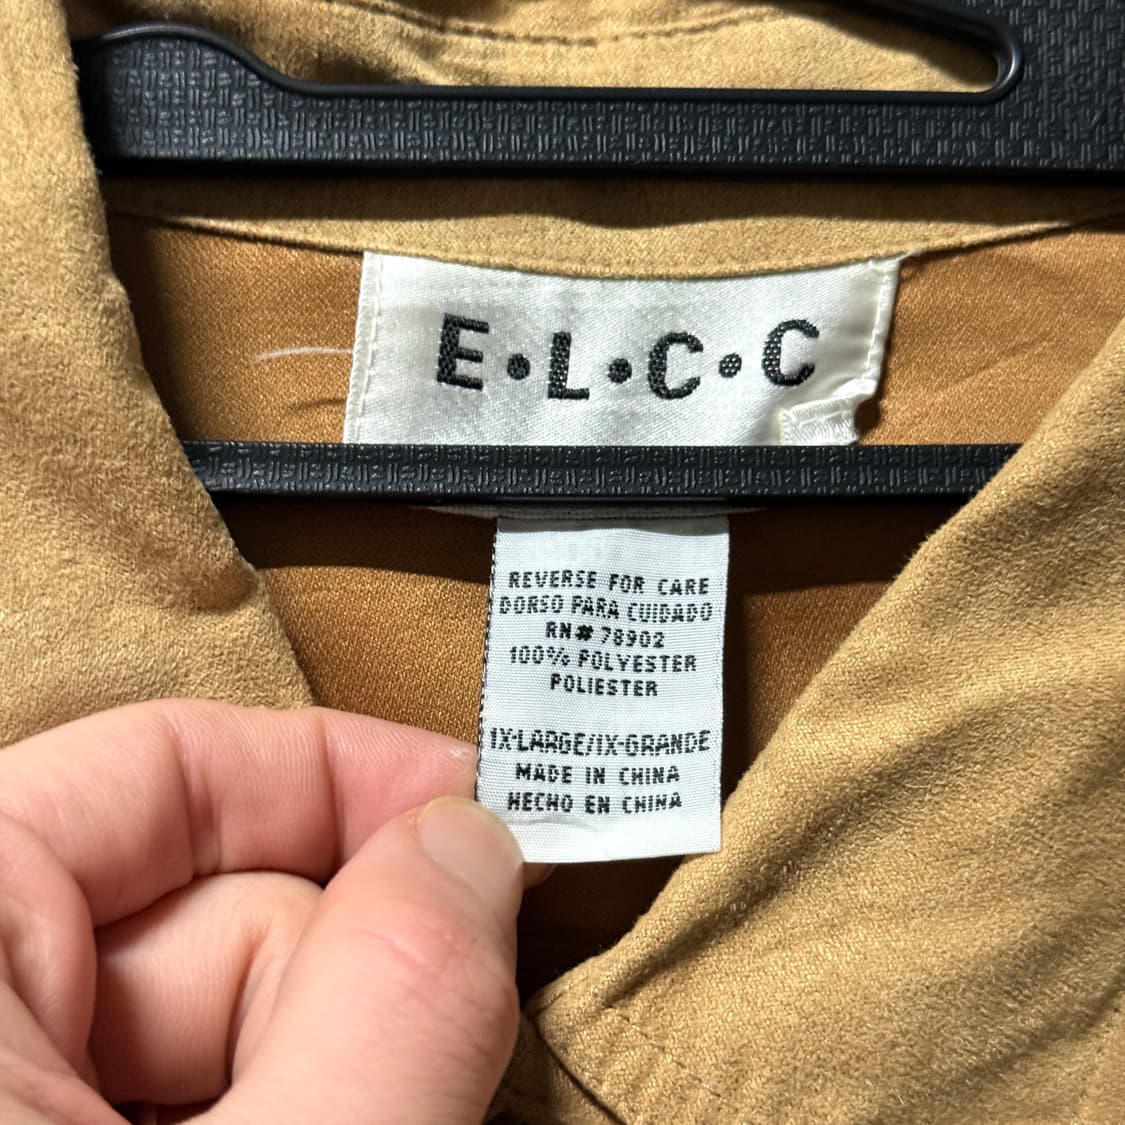 E•L•C•C
REVERSE FOR CARE
DORSO PARA CUIDADO
RN# 78902
100% POLYESTER
POLIESTER
1X-LARGE/1X-GRANDE
MADE IN CHINA
HECHO EN CHINA